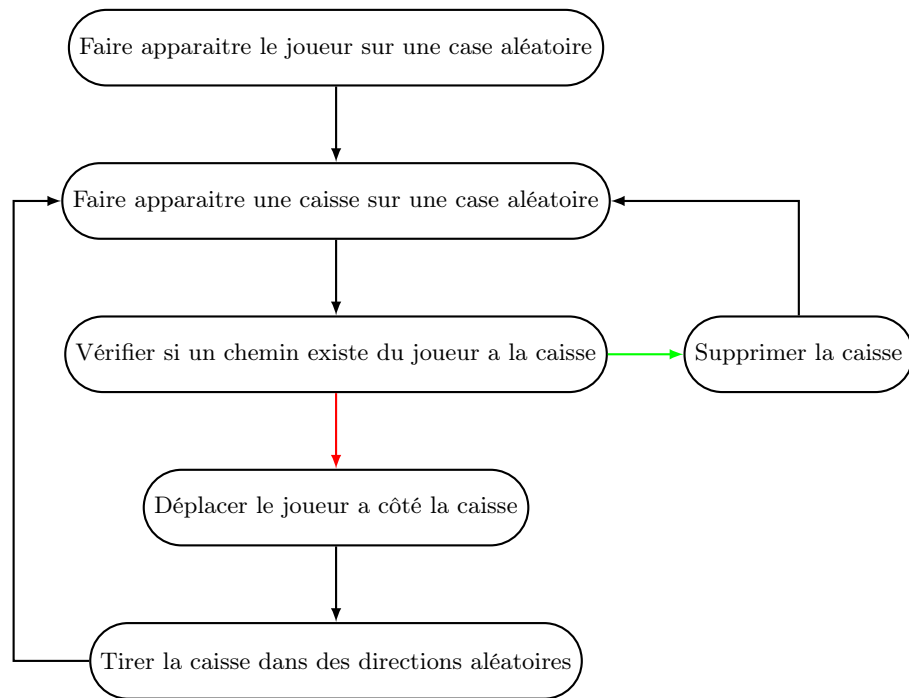 Faire apparaitre le joueur sur une case aléatoire
Faire apparaitre une caisse sur une case aléatoire
Vérifier si un chemin existe du joueur a la caisse
Supprimer la caisse
Déplacer le joueur a côté la caisse
Tirer la caisse dans des directions aléatoires